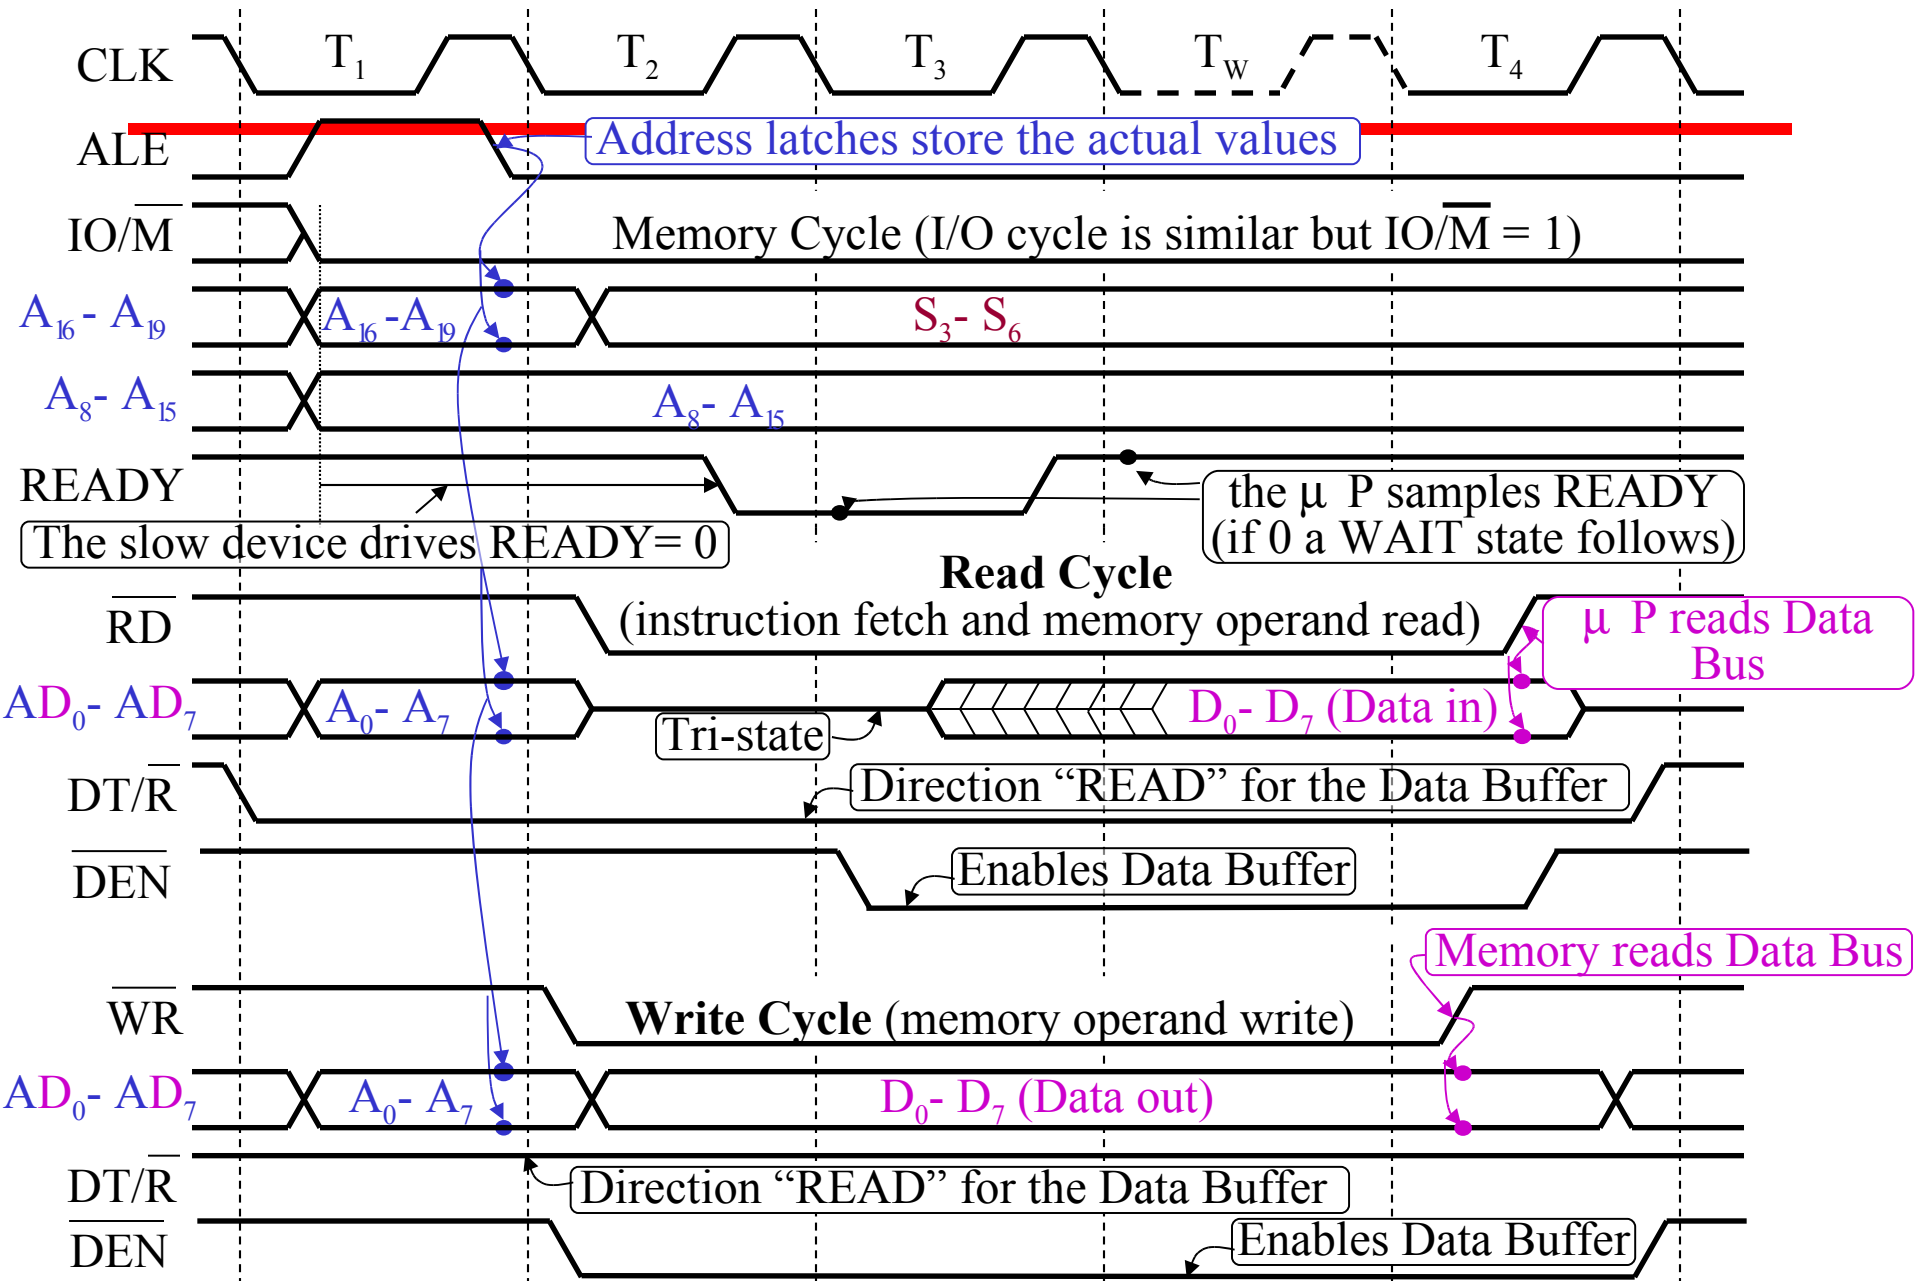 CLK T₁ T₂ T₃ T_W T₄
ALE Address latches store the actual values
IO/M̅ Memory Cycle (I/O cycle is similar but IO/M̅ = 1)
A₁₆- A₁₉ A₁₆-A₁₉ S₃- S₆
A₈- A₁₅ A₈- A₁₅
READY
the μ P samples READY
(if 0 a WAIT state follows)
The slow device drives READY= 0
Read Cycle
R̅D̅ (instruction fetch and memory operand read)
μ P reads Data
Bus
AD₀- AD₇ A₀- A₇ D₀- D₇ (Data in)
Tri-state
DT/R̅ Direction “READ” for the Data Buffer
D̅E̅N̅ Enables Data Buffer
Memory reads Data Bus
W̅R̅ Write Cycle (memory operand write)
AD₀- AD₇ A₀- A₇ D₀- D₇ (Data out)
DT/R̅ Direction “READ” for the Data Buffer
D̅E̅N̅ Enables Data Buffer